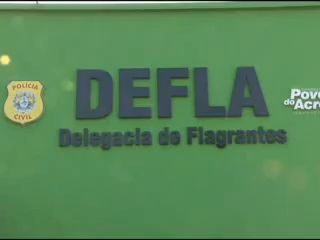 DEFLA
Delegacia de Flagrantes
POLÍCIA
CIVIL
Povo
do Acre